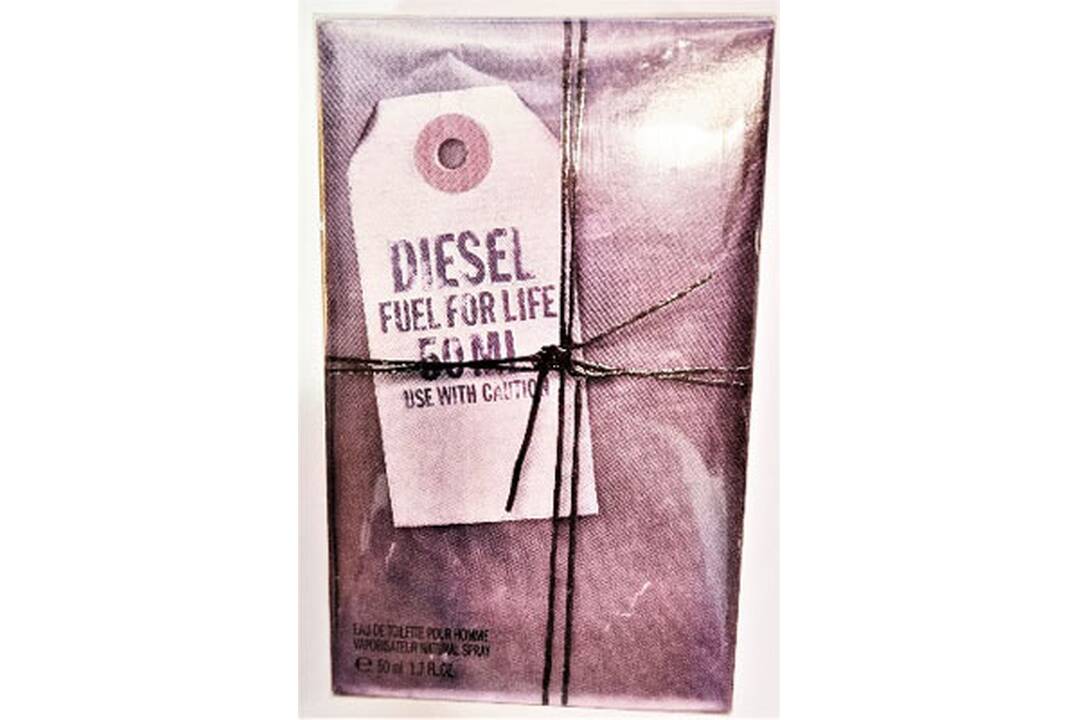 DIESEL
FUEL FOR LIFE
50 ML
USE WITH CAUTION
EAU DE TOILETTE POUR HOMME
VAPORISATEUR NATURAL SPRAY
e 50 ml 1.7 FL.OZ.